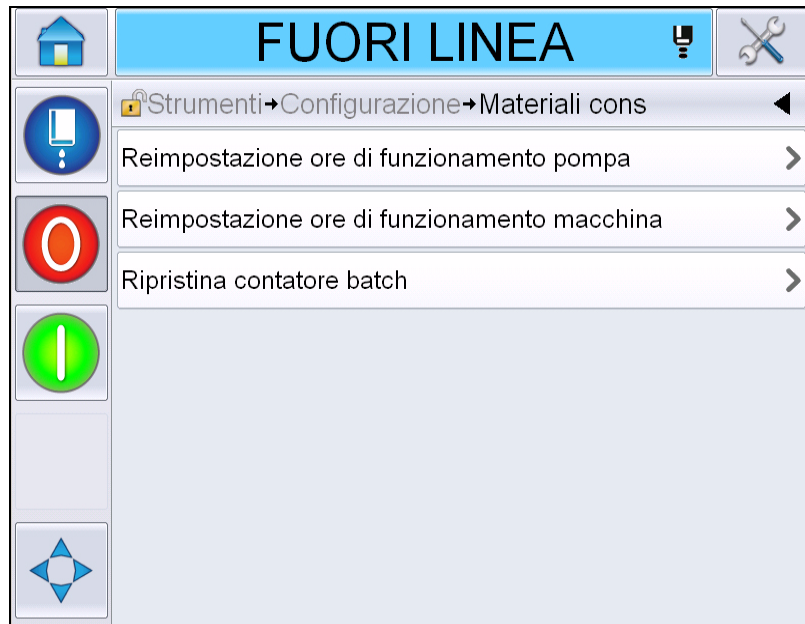 FUORI LINEA
Strumenti→Configurazione→Materiali cons
Reimpostazione ore di funzionamento pompa
Reimpostazione ore di funzionamento macchina
Ripristina contatore batch